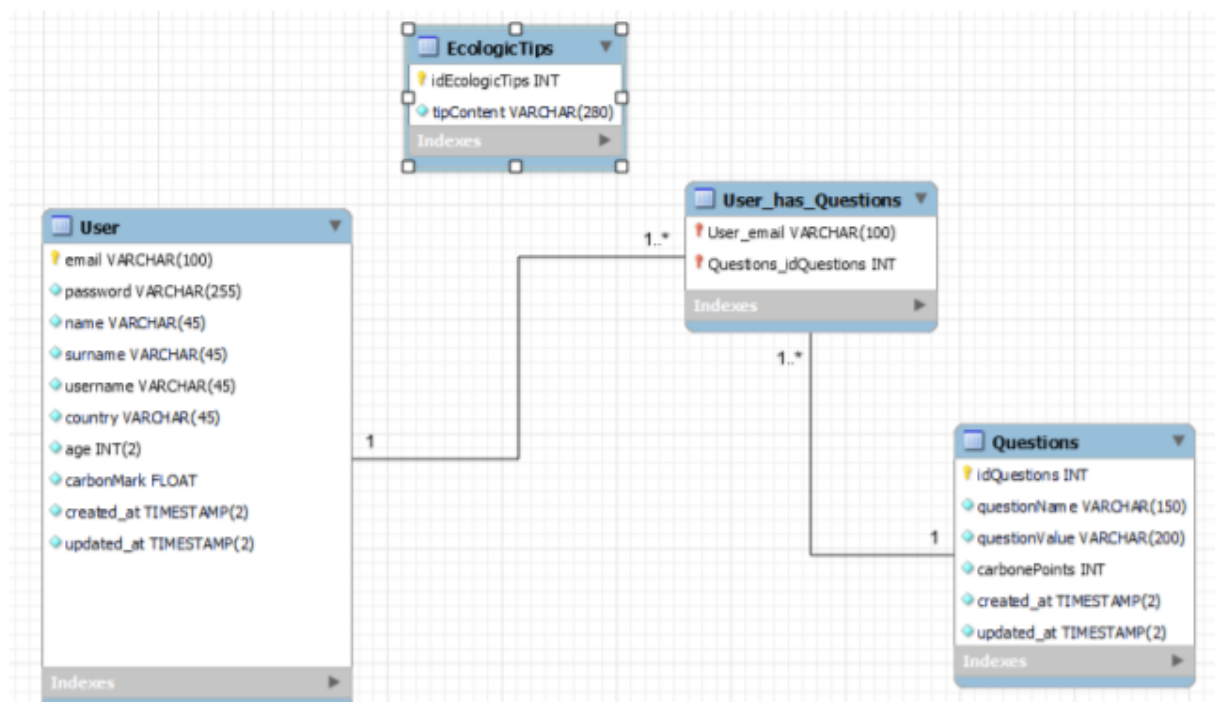 EcologicTips
idEcologicTips INT
tipContent VARCHAR(280)
Indexes
User_has_Questions
User_email VARCHAR(100)
Questions_idQuestions INT
Indexes
1..*
1..*
User
email VARCHAR(100)
password VARCHAR(255)
name VARCHAR(45)
surname VARCHAR(45)
username VARCHAR(45)
country VARCHAR(45)
age INT(2)
carbonMark FLOAT
created_at TIMESTAMP(2)
updated_at TIMESTAMP(2)
Indexes
1
Questions
idQuestions INT
questionName VARCHAR(150)
questionValue VARCHAR(200)
carbonePoints INT
created_at TIMESTAMP(2)
updated_at TIMESTAMP(2)
Indexes
1